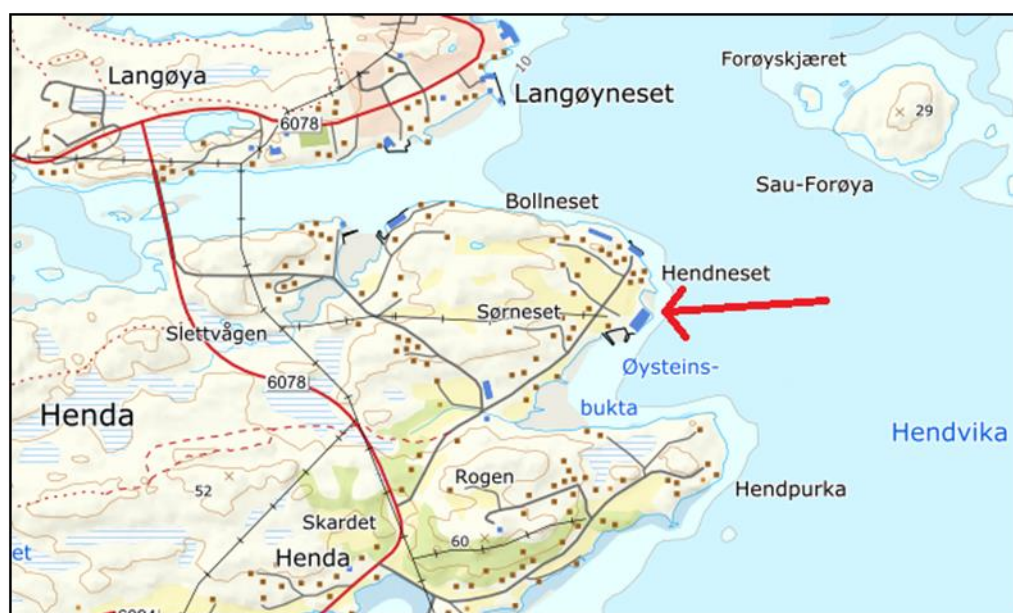 Forøyskjæret
Langøya
10
Langøyneset
29
6078
Sau-Forøya
Bollneset
Hendneset
Sørneset
Slettvågen
Øysteins-
bukta
6078
Henda
Hendvika
Rogen
52
Hendpurka
Skardet
60
et
Henda